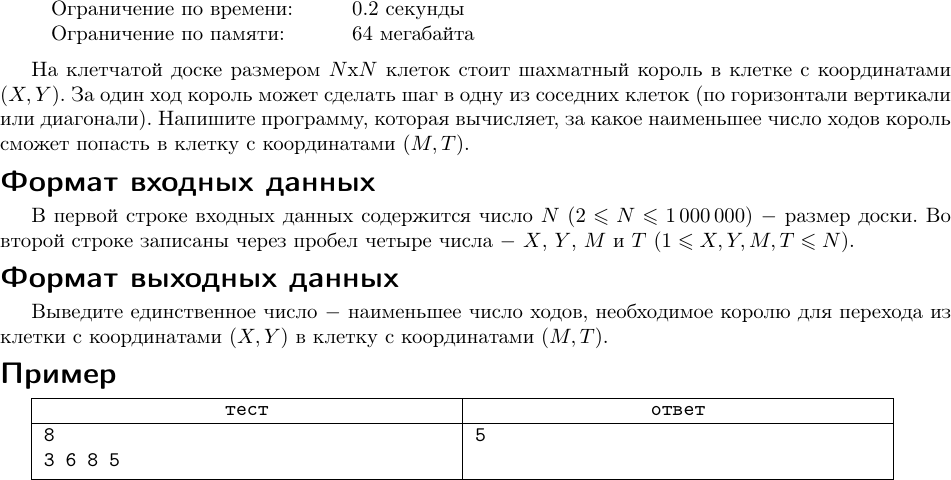 Ограничение по времени: 0.2 секунды
Ограничение по памяти: 64 мегабайта
На клетчатой доске размером NxN клеток стоит шахматный король в клетке с координатами
(X, Y). За один ход король может сделать шаг в одну из соседних клеток (по горизонтали вертикали
или диагонали). Напишите программу, которая вычисляет, за какое наименьшее число ходов король
сможет попасть в клетку с координатами (M, T).
Формат входных данных
В первой строке входных данных содержится число N (2 ⩽ N ⩽ 1 000 000) − размер доски. Во
второй строке записаны через пробел четыре числа − X, Y, M и T (1 ⩽ X, Y, M, T ⩽ N).
Формат выходных данных
Выведите единственное число − наименьшее число ходов, необходимое королю для перехода из
клетки с координатами (X, Y) в клетку с координатами (M, T).
Пример
тест ответ
8 5
3 6 8 5